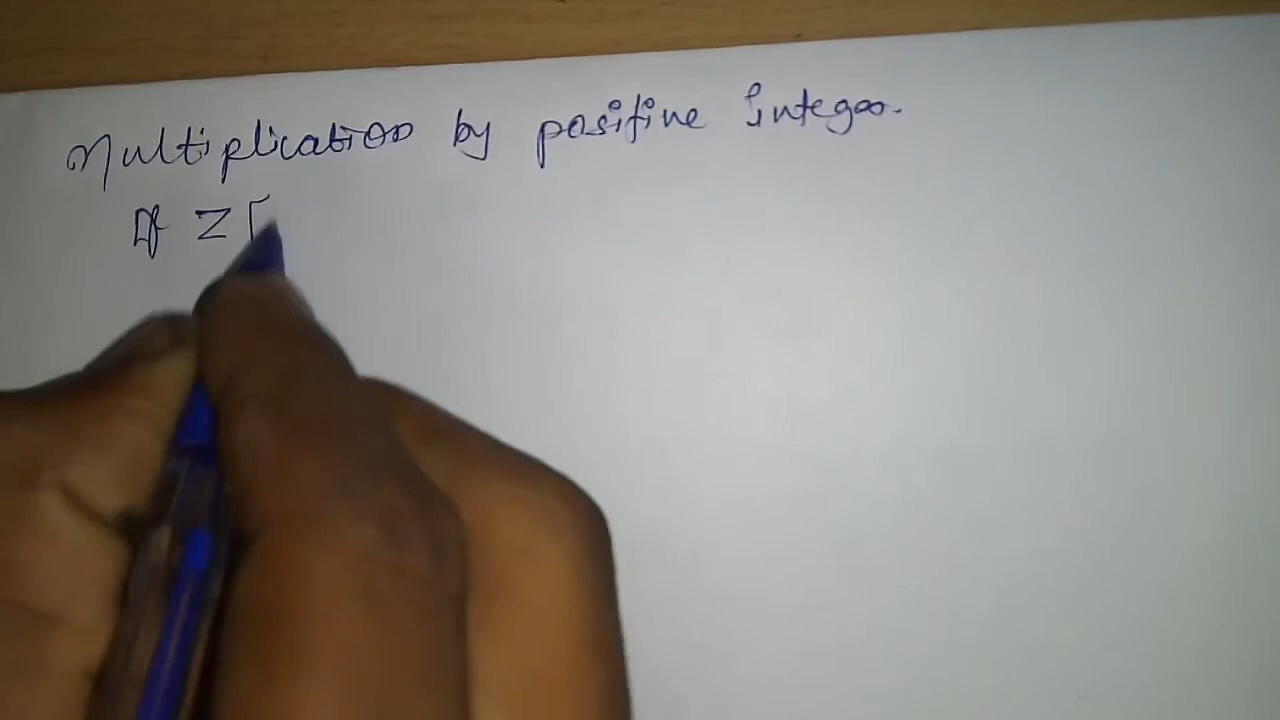 Multiplication by positive integer.
If Z [